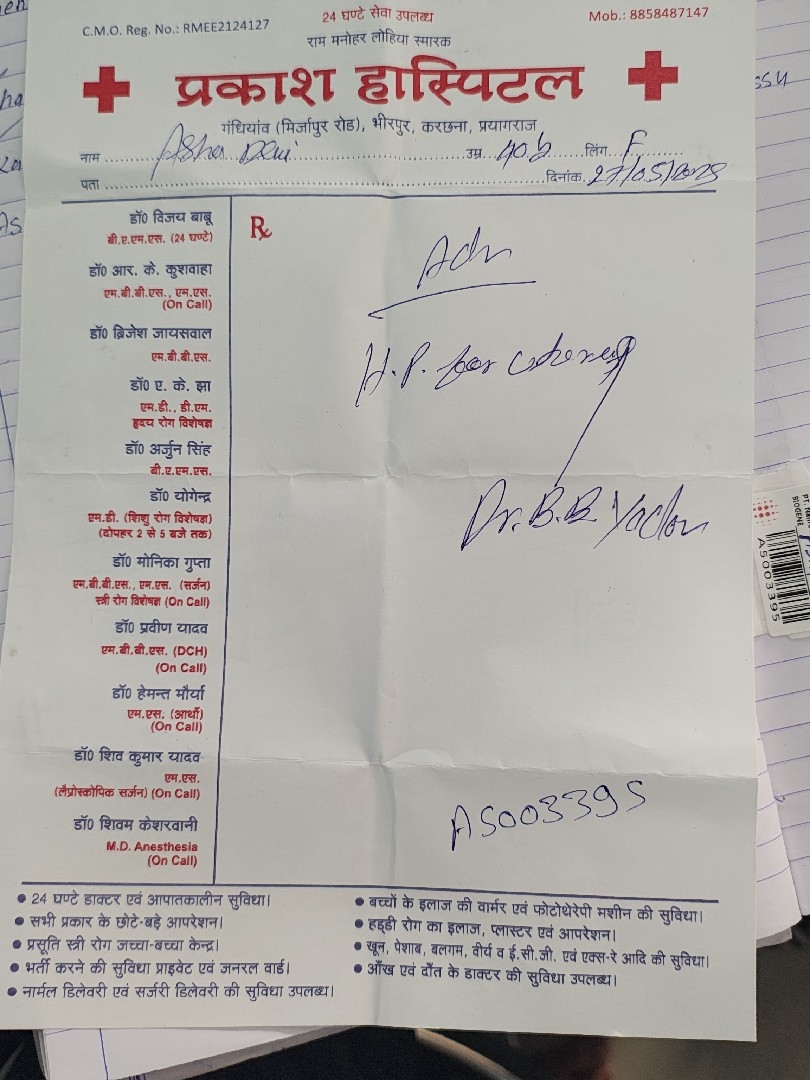 C.M.O. Reg. No.: RMEE2124127
24 घण्टे सेवा उपलब्ध
Mob.: 8858487147
राम मनोहर लोहिया स्मारक
प्रकाश हास्पिटल
गंधियांव (मिर्जापुर रोड), भीरपुर, करछना, प्रयागराज
नाम Asha Devi उम्र 40 लिंग F
पता दिनांक 27/05/2025
डॉ0 विजय बाबू
बी.ए.एम.एस. (24 घण्टे)
डॉ0 आर. के. कुशवाहा
एम.बी.बी.एस., एम.एस.
(On Call)
डॉ0 ब्रिजेश जायसवाल
एम.बी.बी.एस.
डॉ0 ए. के. झा
एम.डी., डी.एम.
हृदय रोग विशेषज्ञ
डॉ0 अर्जुन सिंह
बी.ए.एम.एस.
डॉ0 योगेन्द्र
एम.डी. (शिशु रोग विशेषज्ञ)
(दोपहर 2 से 5 बजे तक)
डॉ0 मोनिका गुप्ता
एम.बी.बी.एस., एम.एस. (सर्जन)
स्त्री रोग विशेषज्ञ (On Call)
डॉ0 प्रवीण यादव
एम.बी.बी.एस. (DCH)
(On Call)
डॉ0 हेमन्त मौर्या
एम.एस. (आर्थो)
(On Call)
डॉ0 शिव कुमार यादव
एम.एस.
(लैप्रोस्कोपिक सर्जन) (On Call)
डॉ0 शिवम केशरवानी
M.D. Anesthesia
(On Call)
Rx
Adv
H.P. for
Dr. B.B Yadav
AS003395
AS003395
● 24 घण्टे डाक्टर एवं आपातकालीन सुविधा।
● सभी प्रकार के छोटे-बड़े आपरेशन।
● प्रसूति स्त्री रोग जच्चा-बच्चा केन्द्र।
● भर्ती करने की सुविधा प्राइवेट एवं जनरल वार्ड।
● नार्मल डिलेवरी एवं सर्जरी डिलेवरी की सुविधा उपलब्ध।
● बच्चों के इलाज की वार्मर एवं फोटोथेरेपी मशीन की सुविधा।
● हड्डी रोग का इलाज, प्लास्टर एवं आपरेशन।
● खून, पेशाब, बलगम, वीर्य व ई.सी.जी. एवं एक्स-रे आदि की सुविधा।
● आँख एवं दाँत के डाक्टर की सुविधा उपलब्ध।